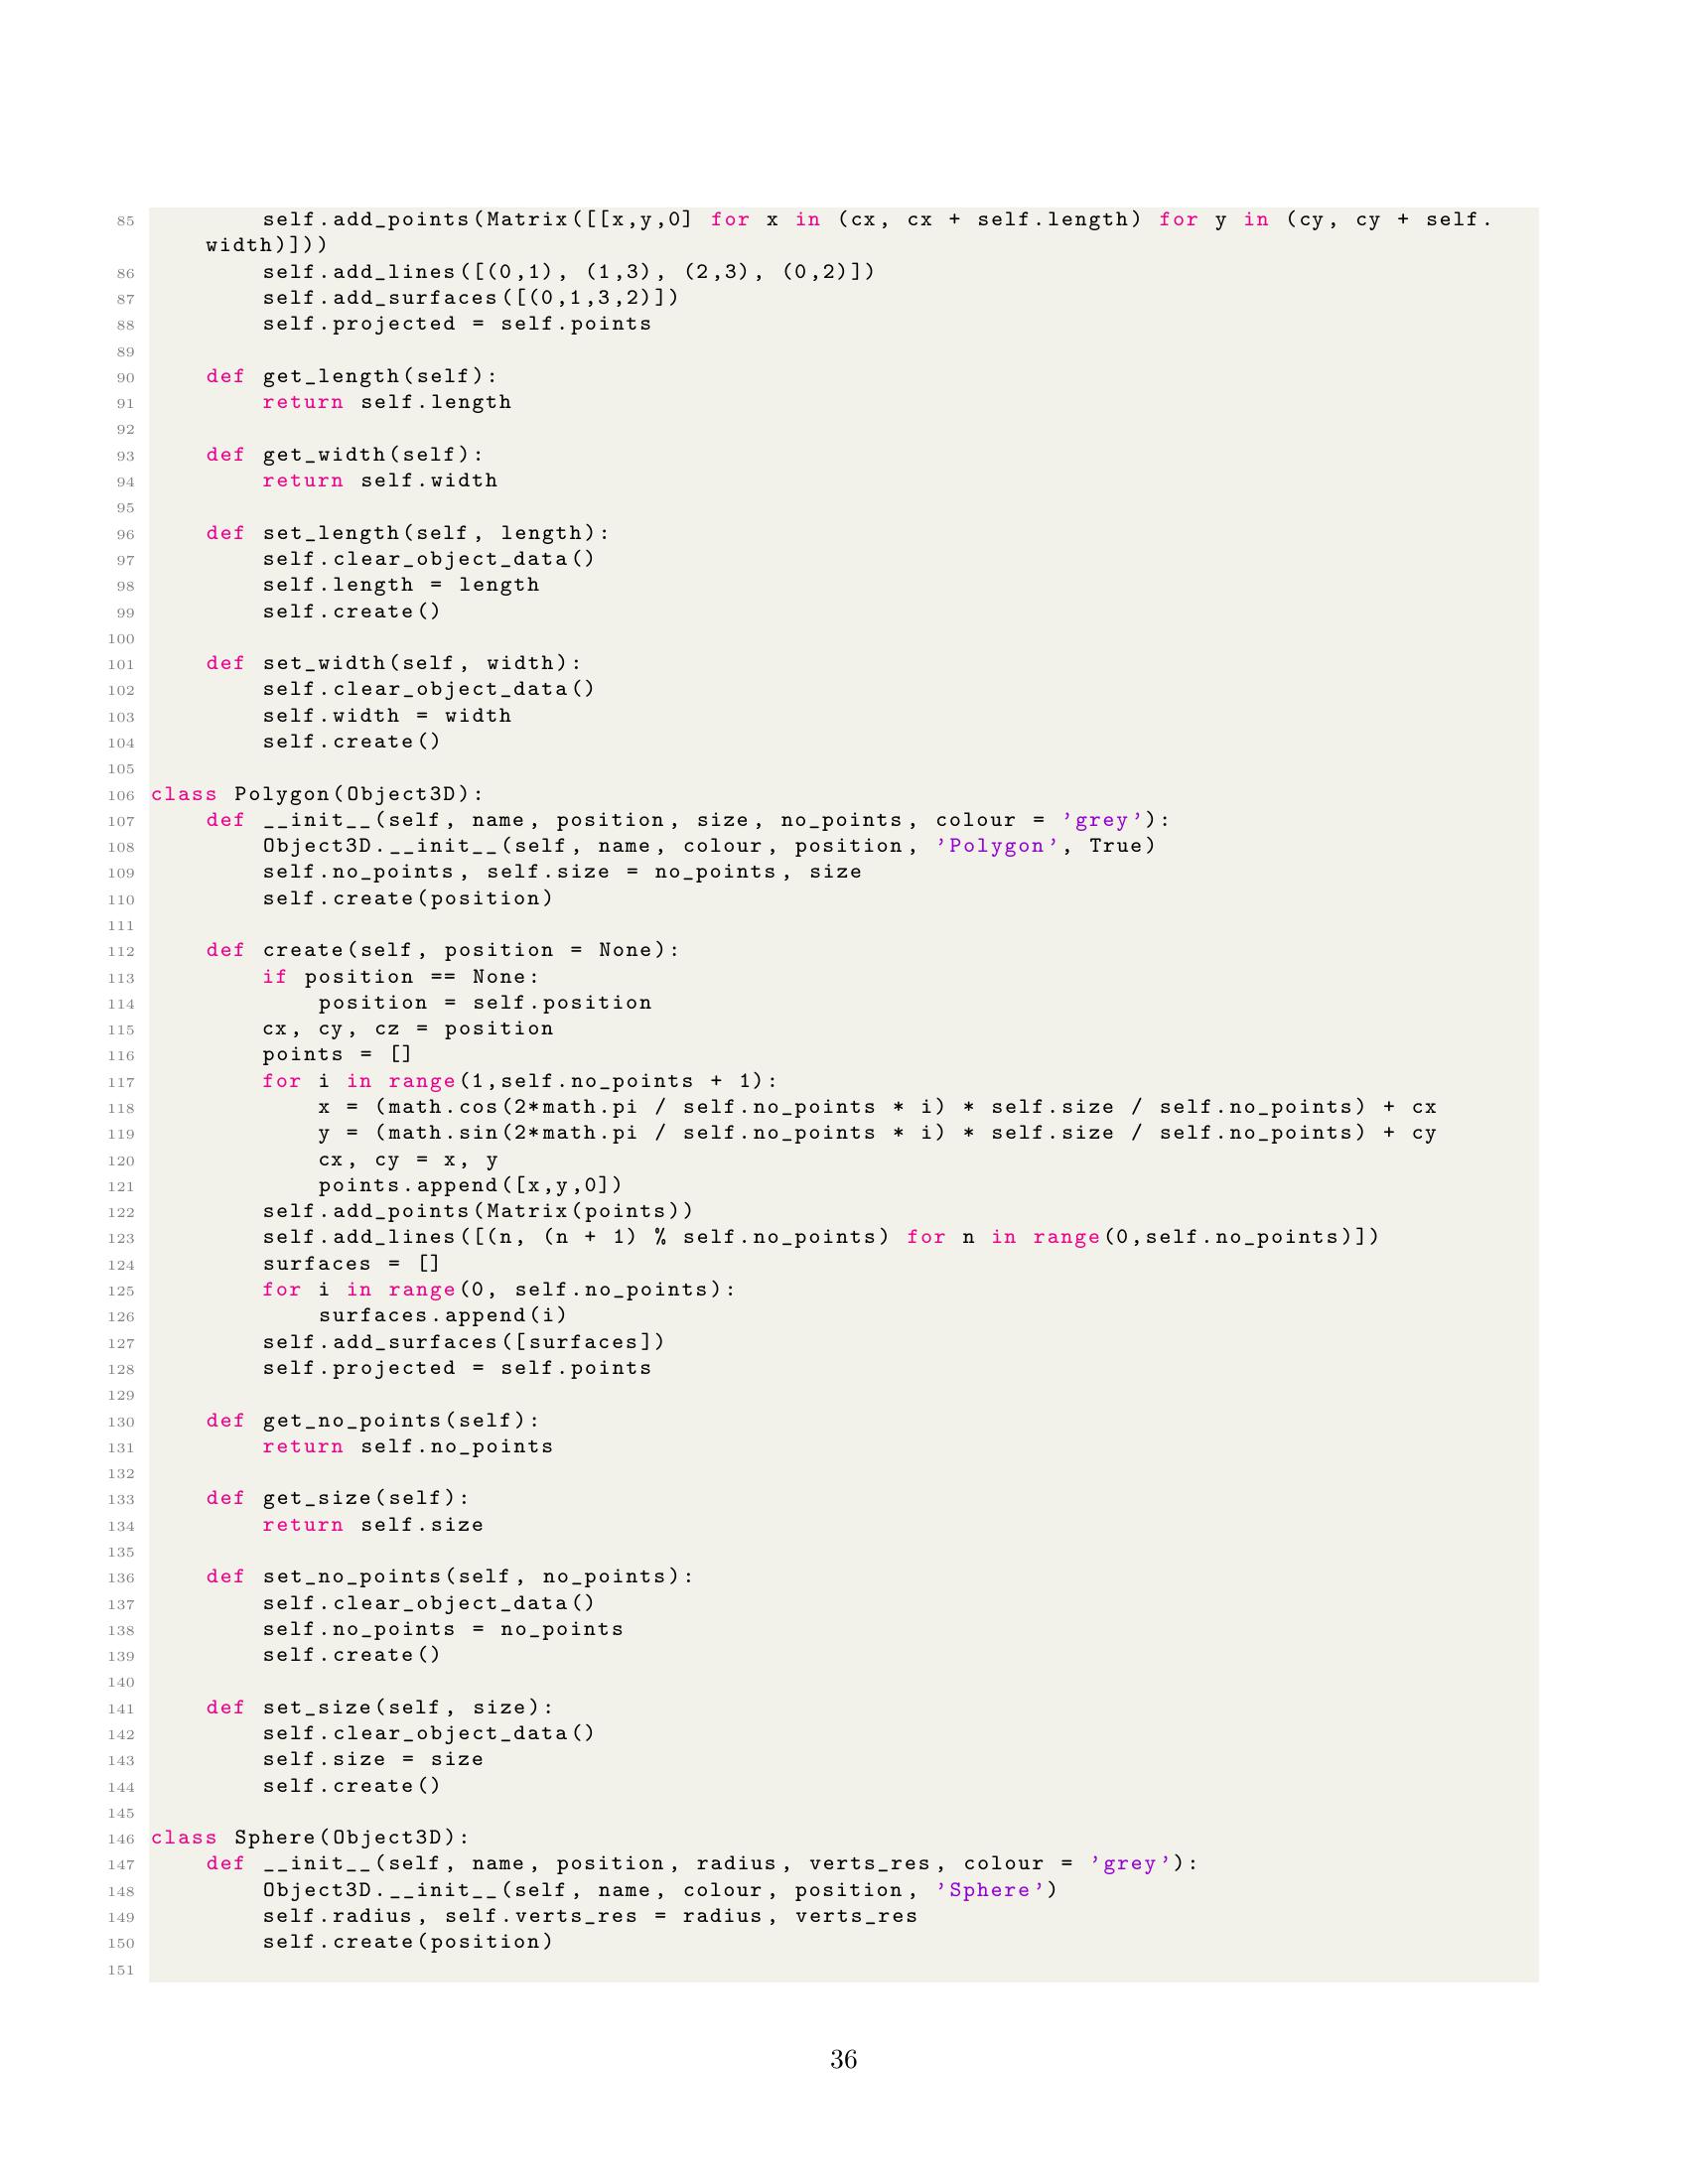 85         self.add_points(Matrix([[x,y,0] for x in (cx, cx + self.length) for y in (cy, cy + self.
    width)]))
86         self.add_lines([(0,1), (1,3), (2,3), (0,2)])
87         self.add_surfaces([(0,1,3,2)])
88         self.projected = self.points
89
90     def get_length(self):
91         return self.length
92
93     def get_width(self):
94         return self.width
95
96     def set_length(self, length):
97         self.clear_object_data()
98         self.length = length
99         self.create()
100
101     def set_width(self, width):
102         self.clear_object_data()
103         self.width = width
104         self.create()
105
106 class Polygon(Object3D):
107     def __init__(self, name, position, size, no_points, colour = 'grey'):
108         Object3D.__init__(self, name, colour, position, 'Polygon', True)
109         self.no_points, self.size = no_points, size
110         self.create(position)
111
112     def create(self, position = None):
113         if position == None:
114             position = self.position
115         cx, cy, cz = position
116         points = []
117         for i in range(1,self.no_points + 1):
118             x = (math.cos(2*math.pi / self.no_points * i) * self.size / self.no_points) + cx
119             y = (math.sin(2*math.pi / self.no_points * i) * self.size / self.no_points) + cy
120             cx, cy = x, y
121             points.append([x,y,0])
122         self.add_points(Matrix(points))
123         self.add_lines([(n, (n + 1) % self.no_points) for n in range(0,self.no_points)])
124         surfaces = []
125         for i in range(0, self.no_points):
126             surfaces.append(i)
127         self.add_surfaces([surfaces])
128         self.projected = self.points
129
130     def get_no_points(self):
131         return self.no_points
132
133     def get_size(self):
134         return self.size
135
136     def set_no_points(self, no_points):
137         self.clear_object_data()
138         self.no_points = no_points
139         self.create()
140
141     def set_size(self, size):
142         self.clear_object_data()
143         self.size = size
144         self.create()
145
146 class Sphere(Object3D):
147     def __init__(self, name, position, radius, verts_res, colour = 'grey'):
148         Object3D.__init__(self, name, colour, position, 'Sphere')
149         self.radius, self.verts_res = radius, verts_res
150         self.create(position)
151
36